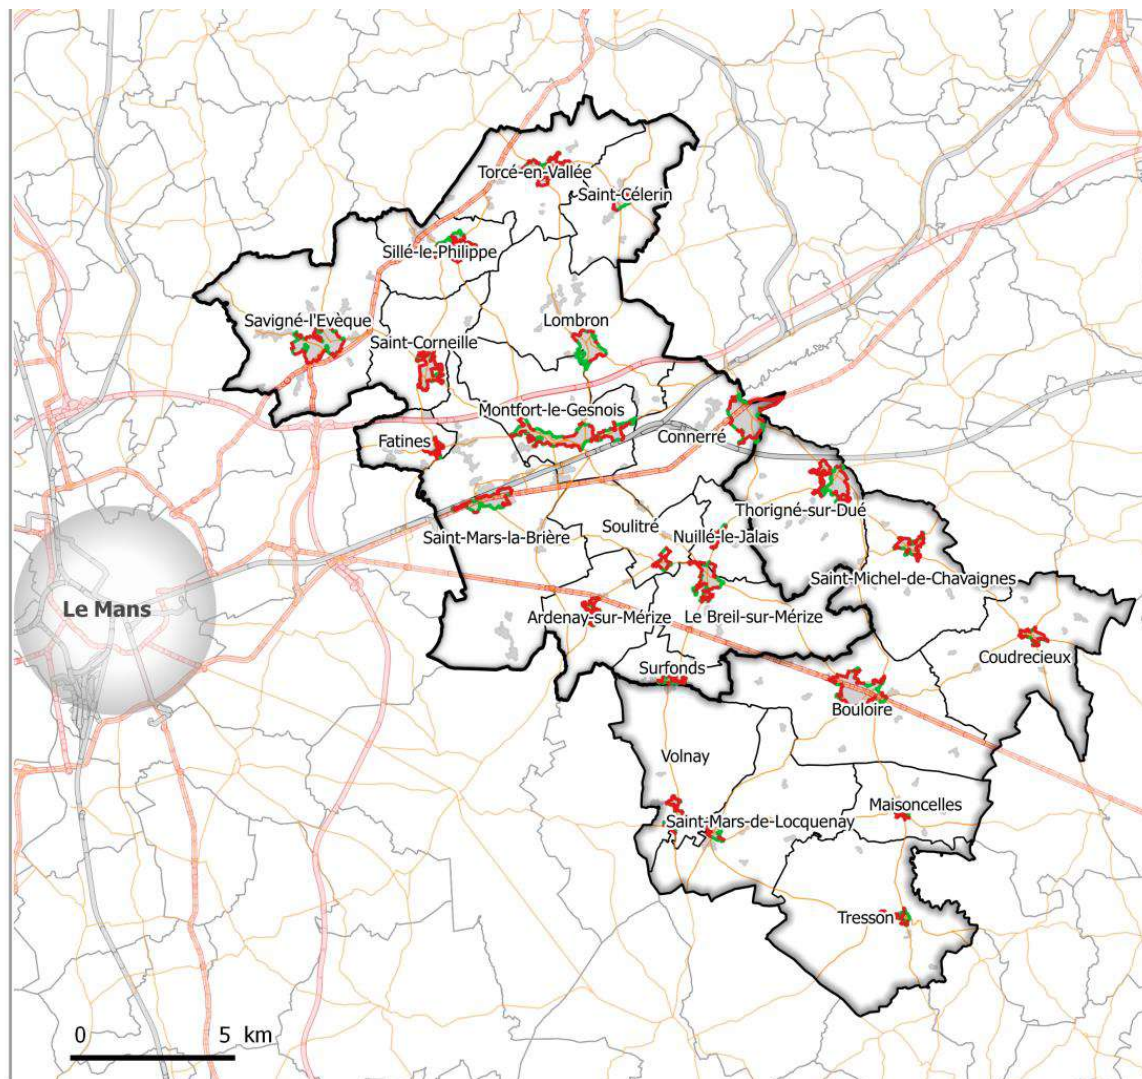 Torcé-en-Vallée
Saint-Célerin
Sillé-le-Philippe
Savigné-l'Evèque
Lombron
Saint-Corneille
Montfort-le-Gesnois
Connerré
Fatines
Thorigné-sur-Dué
Soulitré
Nuillé-le-Jalais
Saint-Mars-la-Brière
Saint-Michel-de-Chavaignes
Le Mans
Ardenay-sur-Mérize
Le Breil-sur-Mérize
Coudrecieux
Surfonds
Bouloire
Volnay
Maisoncelles
Saint-Mars-de-Locquenay
Tresson
0 5 km